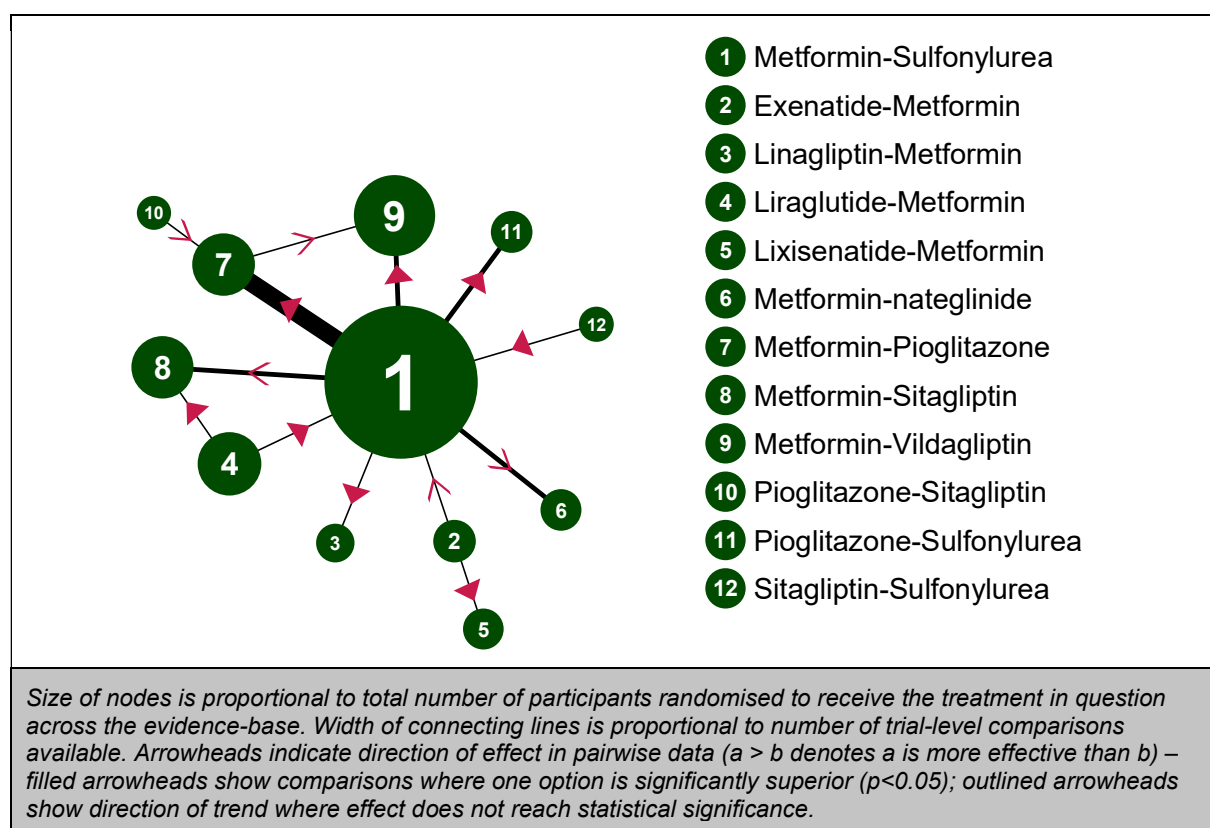 1 Metformin-Sulfonylurea
2 Exenatide-Metformin
3 Linagliptin-Metformin
4 Liraglutide-Metformin
5 Lixisenatide-Metformin
6 Metformin-nateglinide
7 Metformin-Pioglitazone
8 Metformin-Sitagliptin
9 Metformin-Vildagliptin
10 Pioglitazone-Sitagliptin
11 Pioglitazone-Sulfonylurea
12 Sitagliptin-Sulfonylurea
10
9
11
7
12
8
1
4
6
3
2
5
Size of nodes is proportional to total number of participants randomised to receive the treatment in question
across the evidence-base. Width of connecting lines is proportional to number of trial-level comparisons
available. Arrowheads indicate direction of effect in pairwise data (a > b denotes a is more effective than b) –
filled arrowheads show comparisons where one option is significantly superior (p<0.05); outlined arrowheads
show direction of trend where effect does not reach statistical significance.